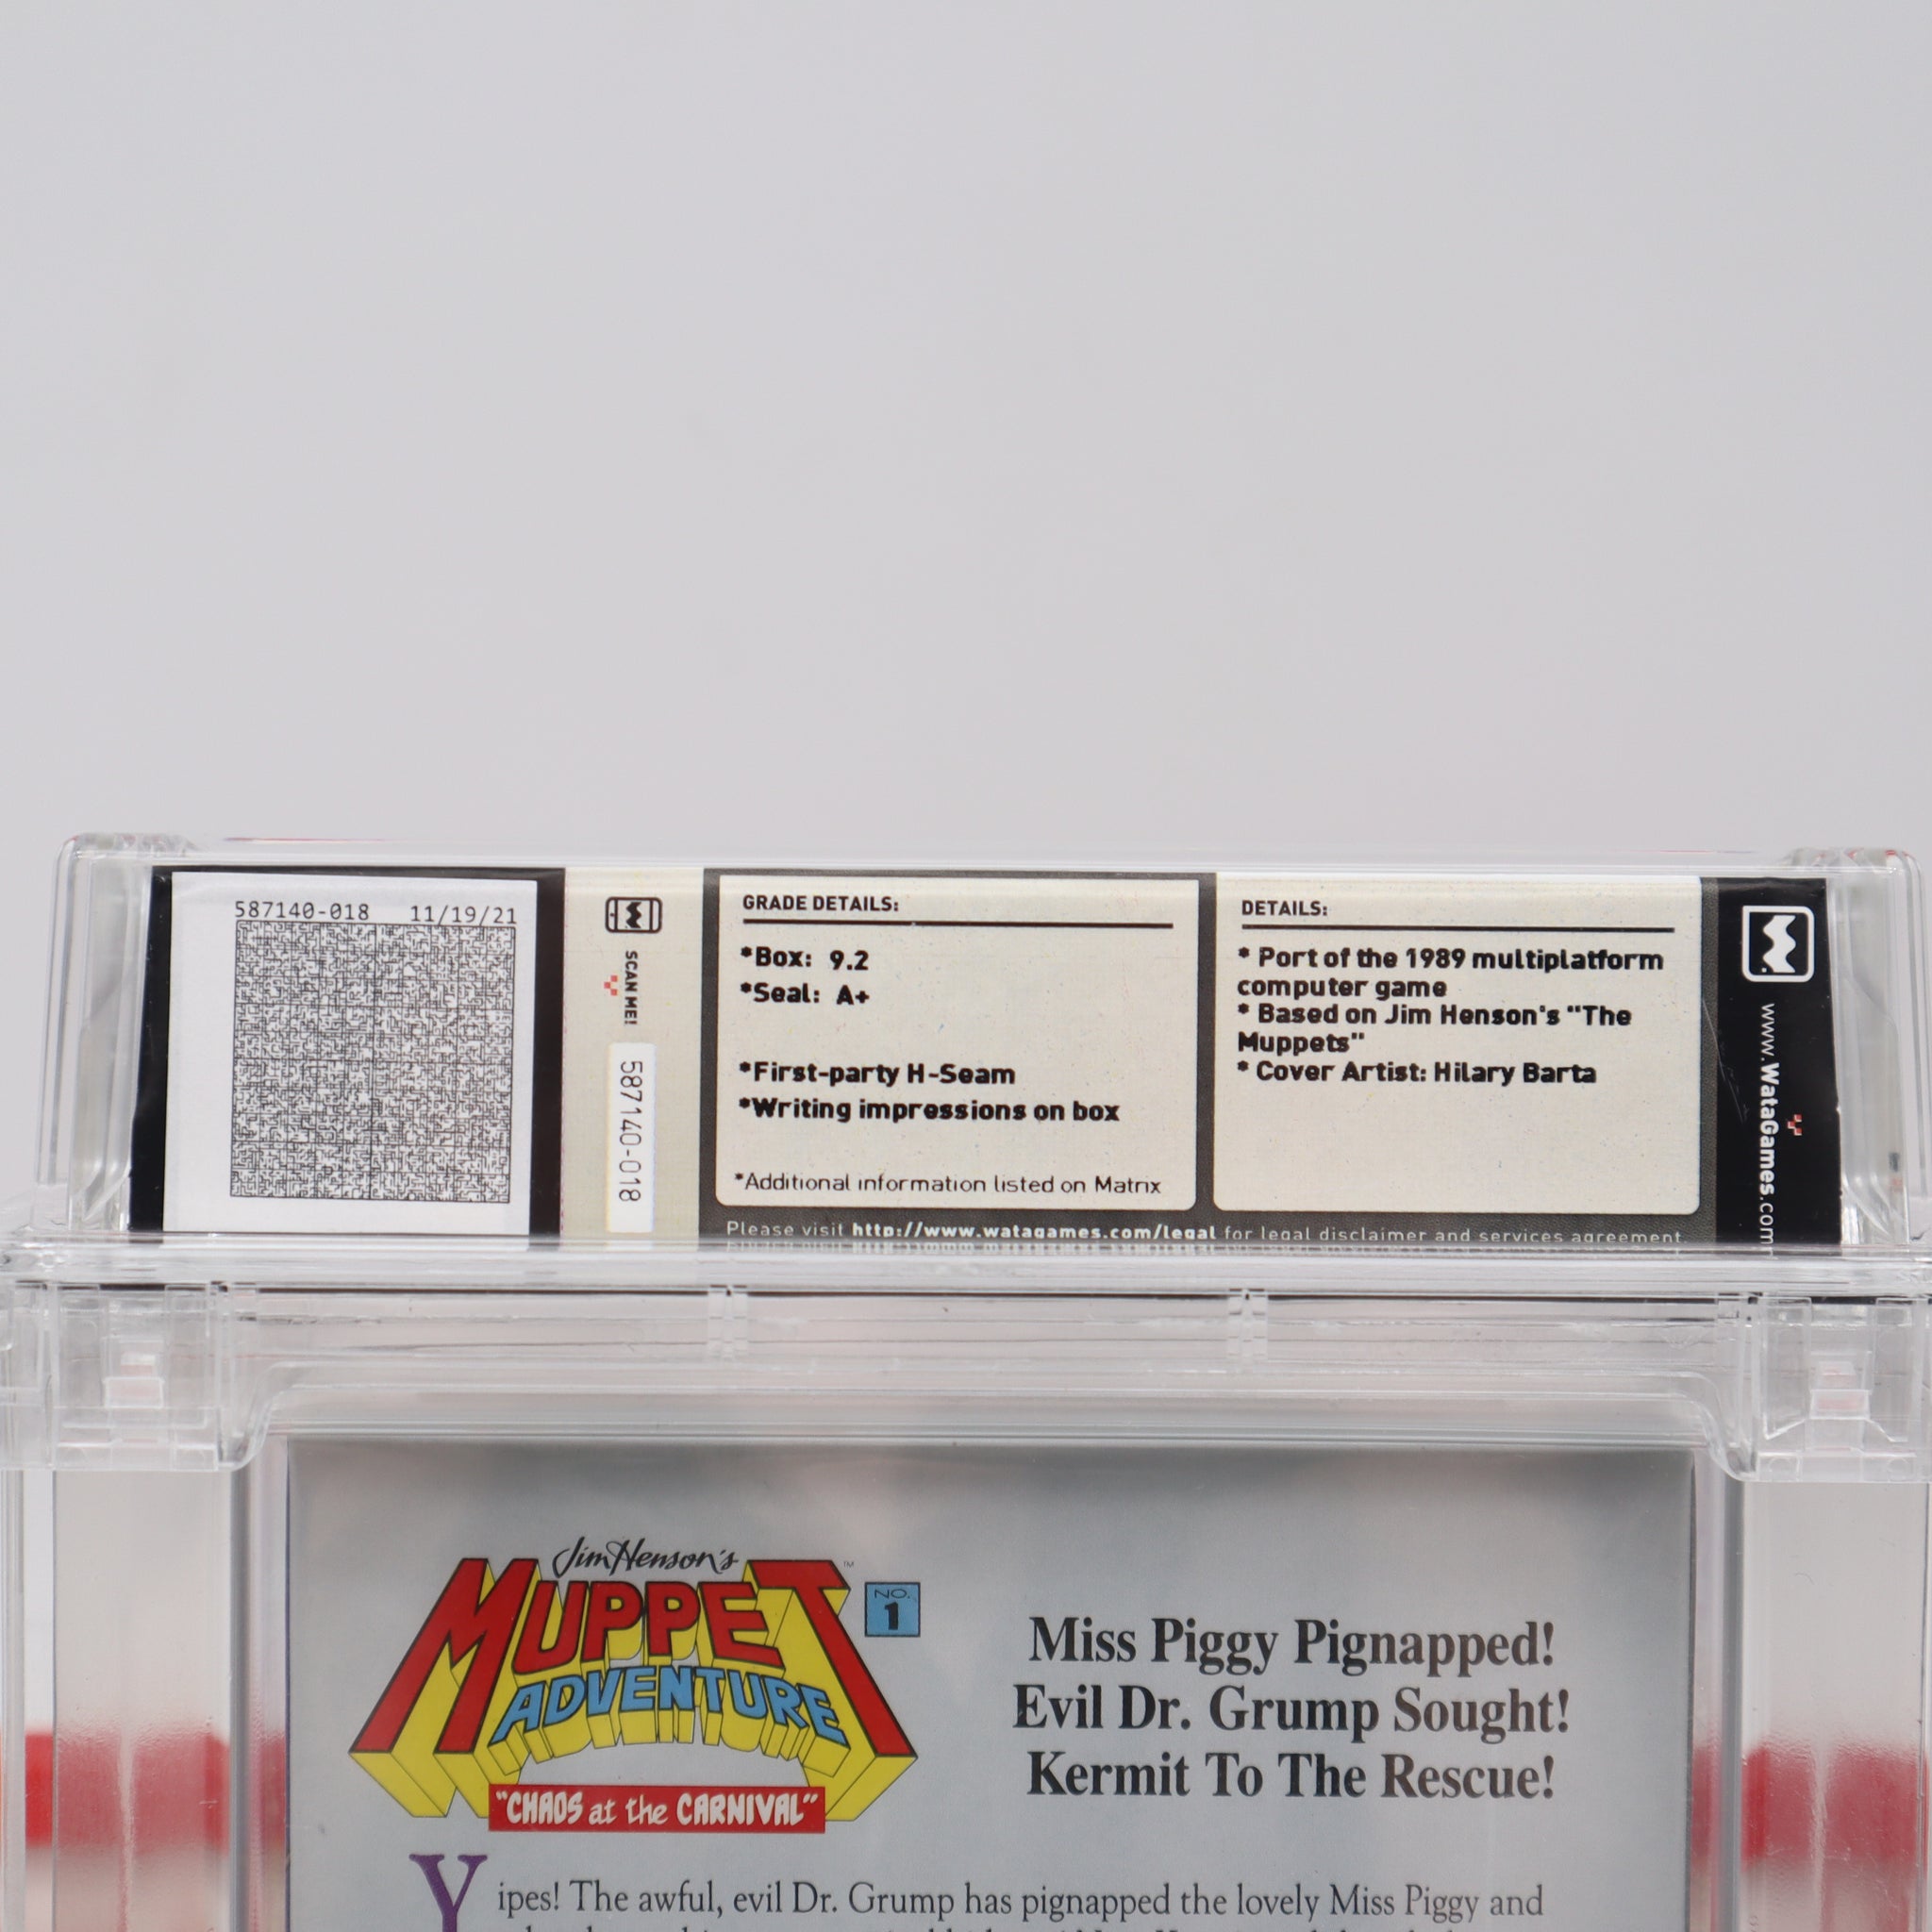 587140-018 11/19/21
SCAN ME!
587140-018
GRADE DETAILS:
*Box: 9.2
*Seal: A+
*First-party H-Seam
*Writing impressions on box
*Additional information listed on Matrix
DETAILS:
* Port of the 1989 multiplatform
computer game
* Based on Jim Henson's "The
Muppets"
* Cover Artist: Hilary Barta
Please visit http://www.watagames.com/legal for legal disclaimer and services agreement.
www.WataGames.com
Jim Henson's
MUPPET
ADVENTURE
TM
NO.
1
"CHAOS at the CARNIVAL"
Miss Piggy Pignapped!
Evil Dr. Grump Sought!
Kermit To The Rescue!
Yipes! The awful, evil Dr. Grump has pignapped the lovely Miss Piggy and